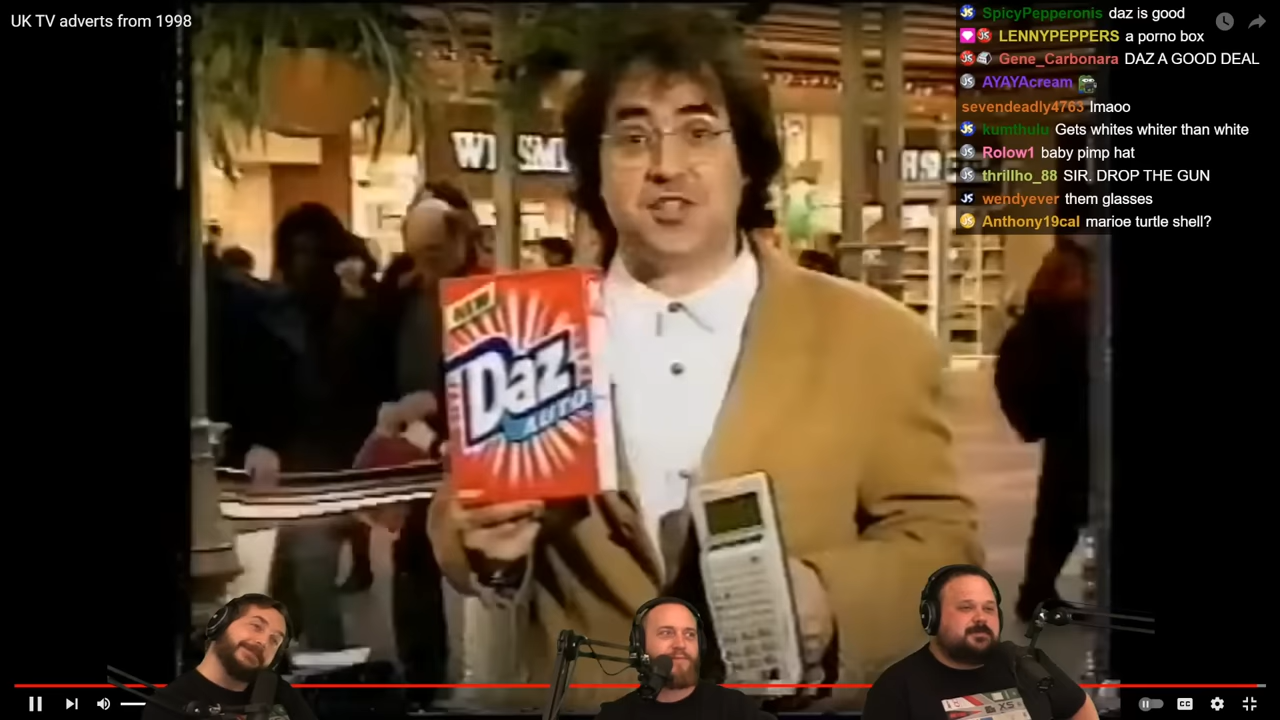 UK TV adverts from 1998
SpicyPepperonis daz is good
LENNYPEPPERS a porno box
Gene_Carbonara DAZ A GOOD DEAL
AYAYAcream
sevendeadly4763 lmaoo
kumthulu Gets whites whiter than white
Rolow1 baby pimp hat
thrillho_88 SIR. DROP THE GUN
wendyever them glasses
Anthony19cal marioe turtle shell?
NEW
Daz
AUTO